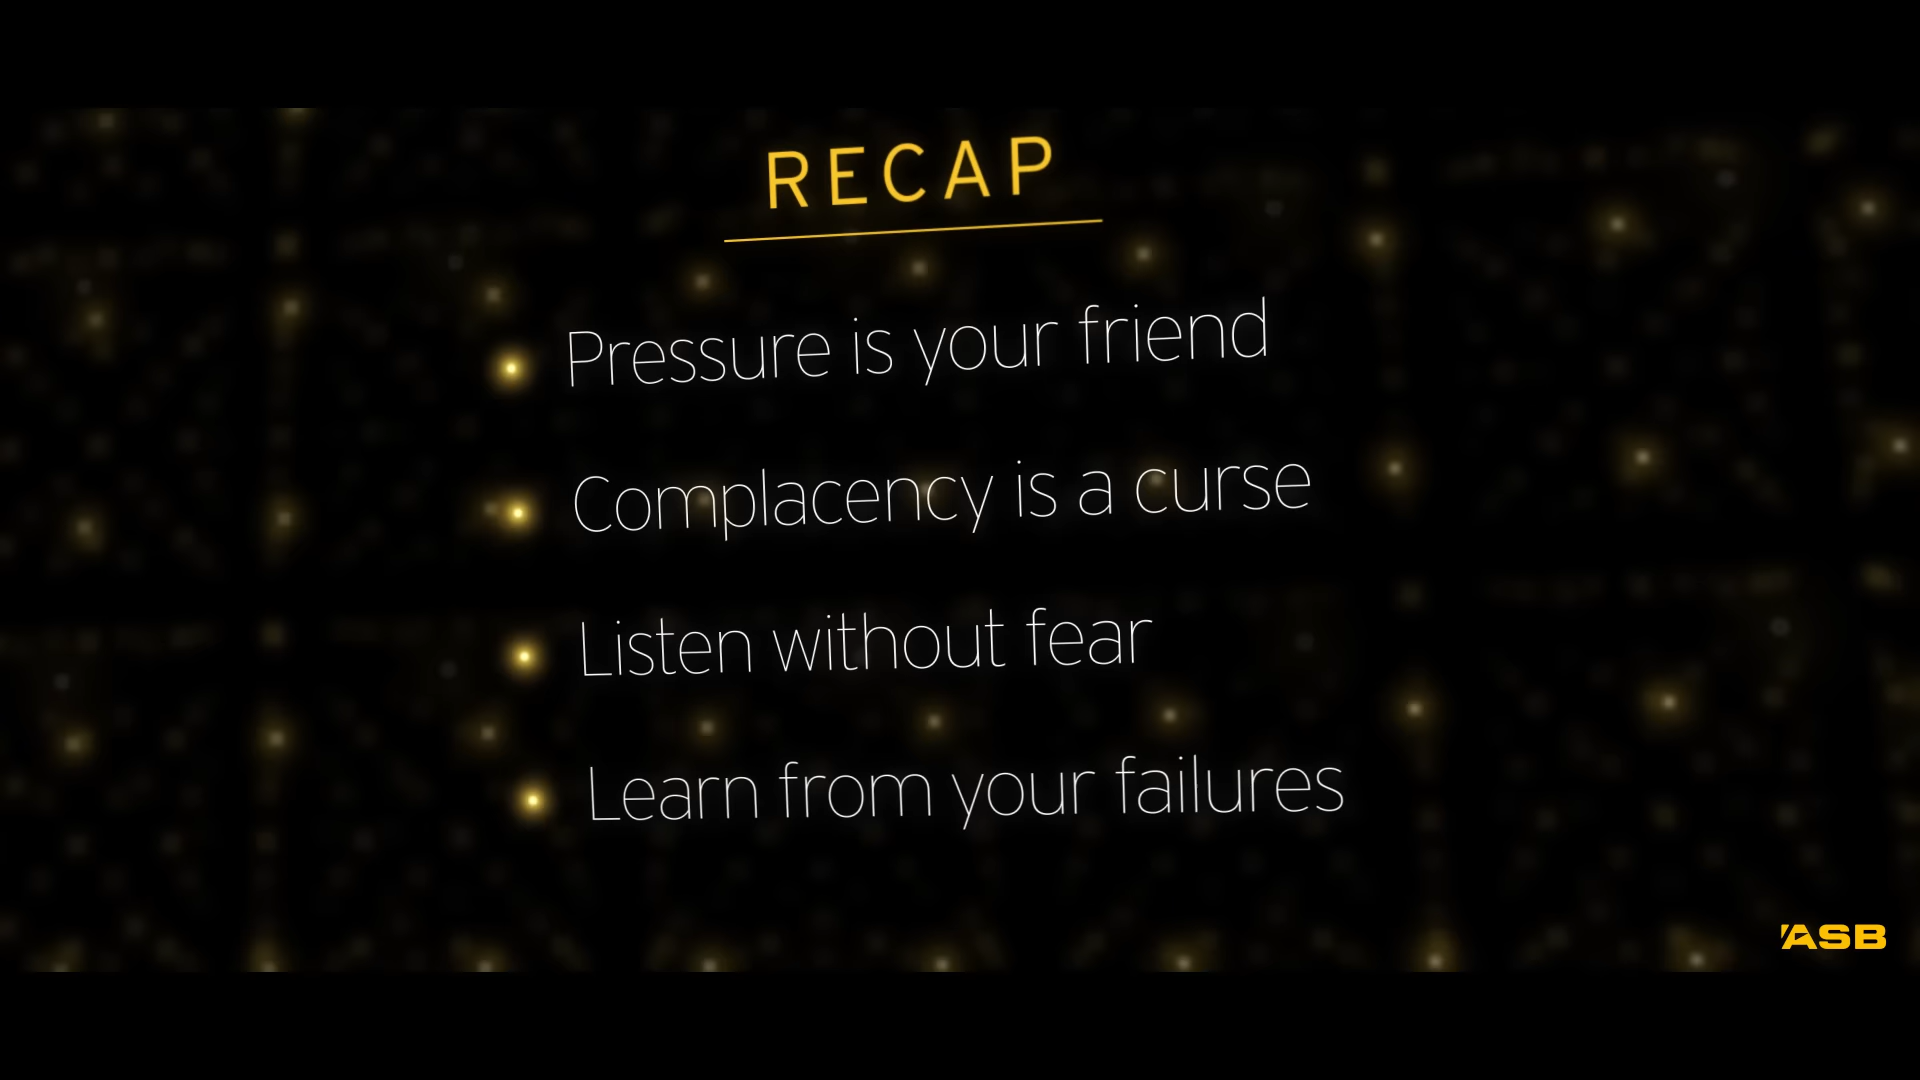 RECAP
Pressure is your friend
Complacency is a curse
Listen without fear
Learn from your failures
ASB